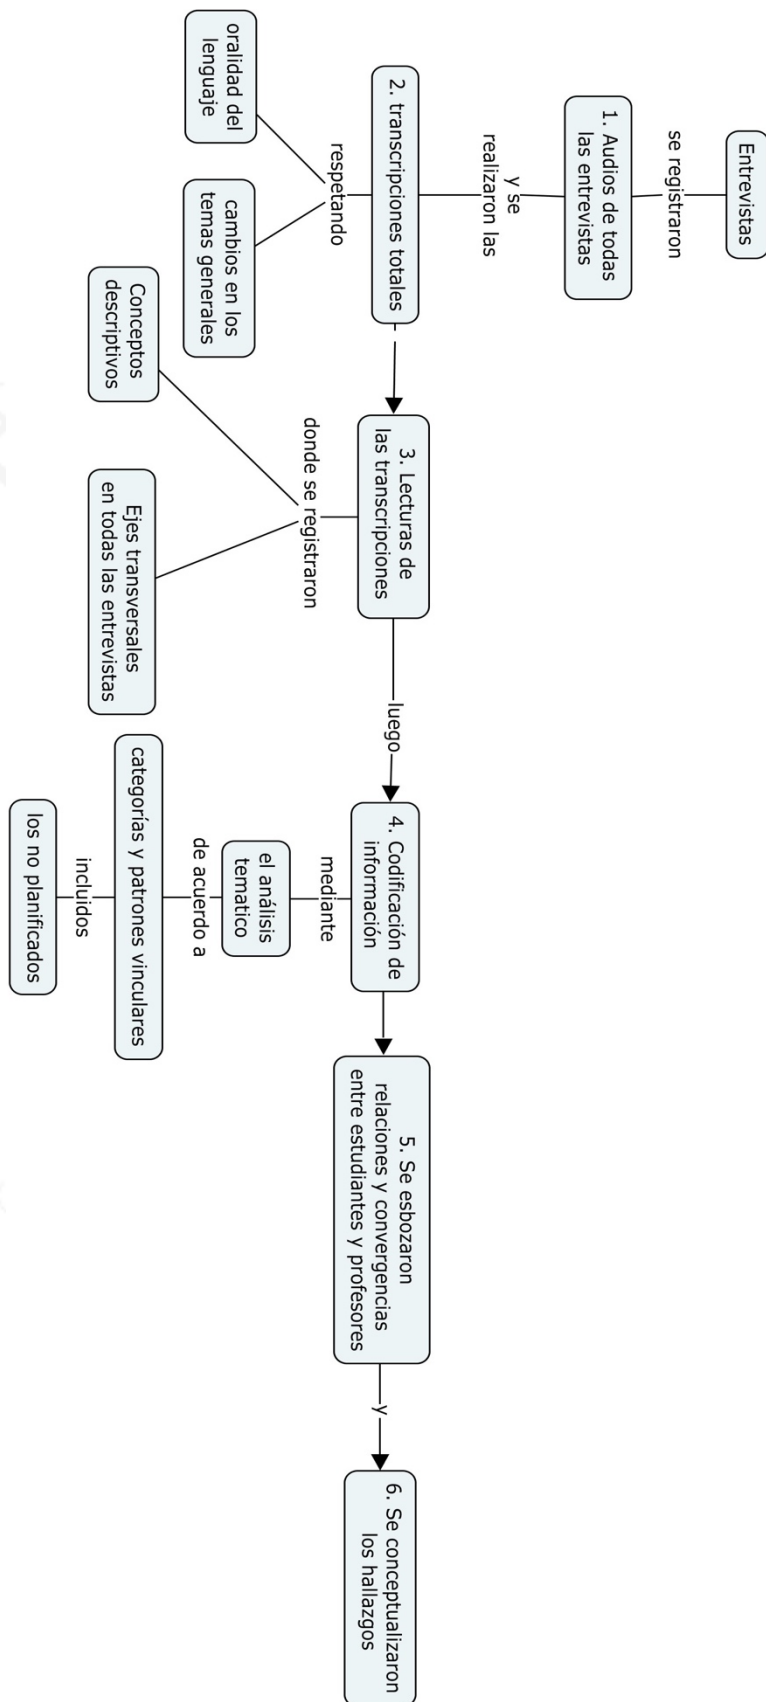 Entrevistas
se registraron
1. Audios de todas
las entrevistas
y se
realizaron las
2. transcripciones totales
respetando
oralidad del
lenguaje
cambios en los
temas generales
3. Lecturas de
las transcripciones
donde se registraron
Conceptos
descriptivos
Ejes transversales
en todas las entrevistas
luego
4. Codificación de
información
mediante
el análisis
tematico
de acuerdo a
categorías y patrones vinculares
incluidos
los no planificados
5. Se esbozaron
relaciones y convergencias
entre estudiantes y profesores
y
6. Se conceptualizaron
los hallazgos